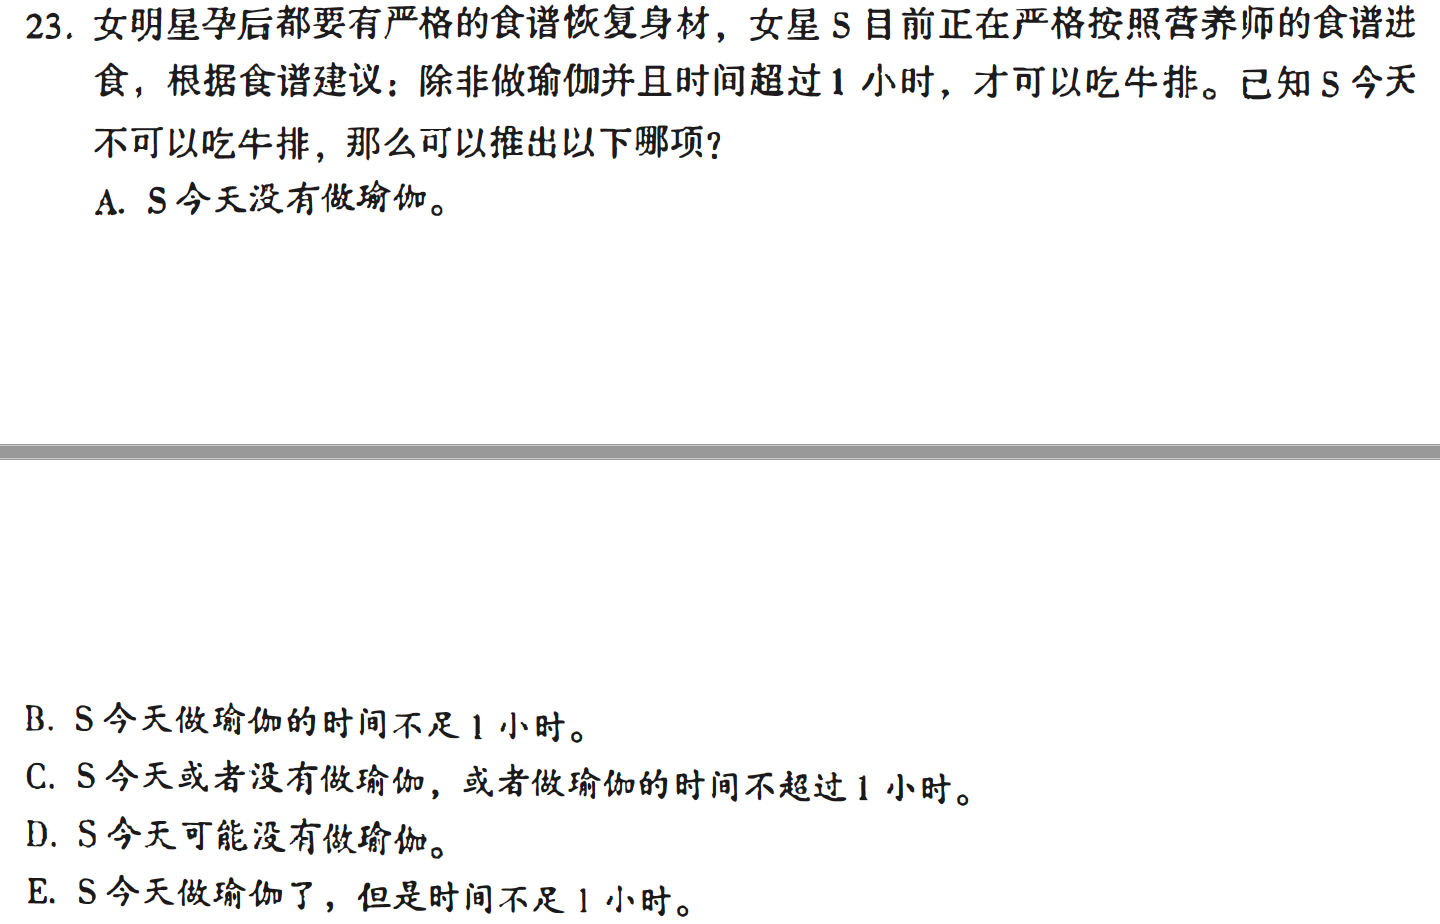 23. 女明星孕后都要有严格的食谱恢复身材，女星 S 目前正在严格按照营养师的食谱进
食，根据食谱建议：除非做瑜伽并且时间超过 1 小时，才可以吃牛排。已知 S 今天
不可以吃牛排，那么可以推出以下哪项？
A. S 今天没有做瑜伽。
B. S 今天做瑜伽的时间不足 1 小时。
C. S 今天或者没有做瑜伽，或者做瑜伽的时间不超过 1 小时。
D. S 今天可能没有做瑜伽。
E. S 今天做瑜伽了，但是时间不足 1 小时。